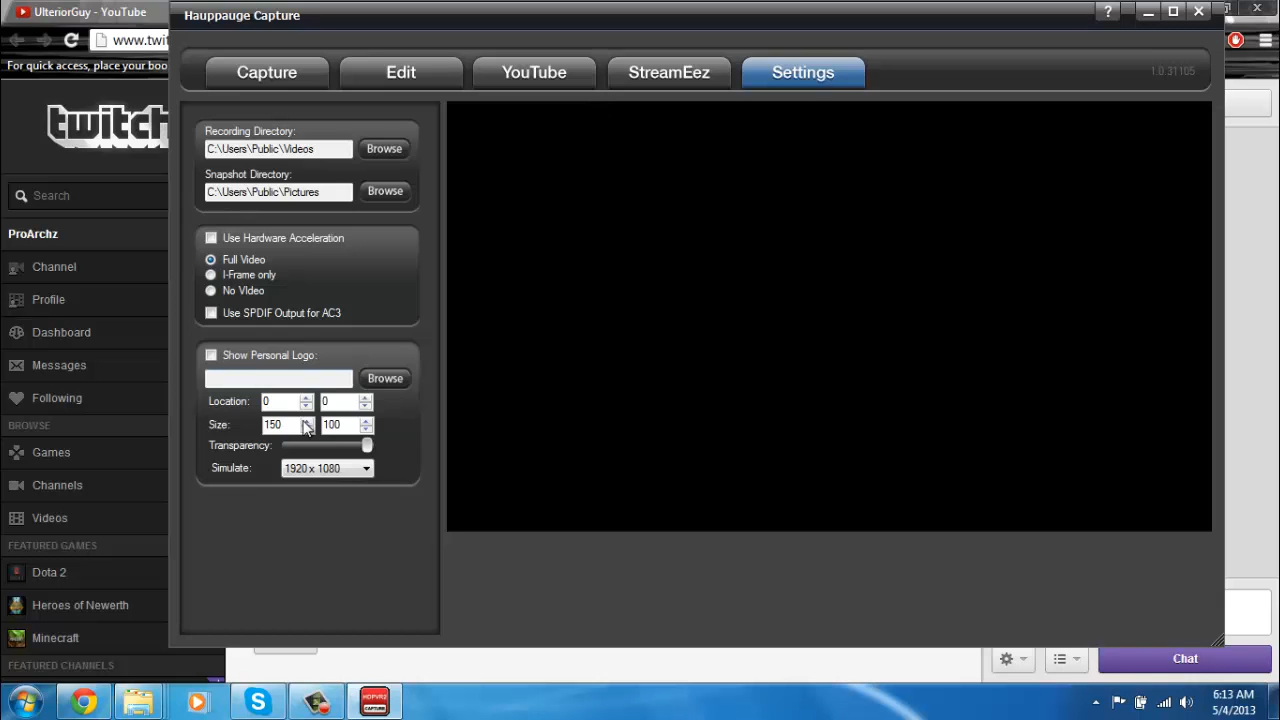 UlteriorGuy - YouTube
Hauppauge Capture
?
www.twi
For quick access, place your boo
Capture
Edit
YouTube
StreamEez
Settings
1.0.31105
twitch
Search
ProArchz
Channel
Profile
Dashboard
Messages
Following
BROWSE
Games
Channels
Videos
FEATURED GAMES
Dota 2
Heroes of Newerth
Minecraft
FEATURED CHANNELS
Recording Directory:
C:\Users\Public\Videos
Browse
Snapshot Directory:
C:\Users\Public\Pictures
Browse
Use Hardware Acceleration
Full Video
I-Frame only
No VIdeo
Use SPDIF Output for AC3
Show Personal Logo:
Browse
Location: 0 0
Size: 150 100
Transparency:
Simulate: 1920 x 1080
Chat
HDPVR2
CAPTURE
6:13 AM
5/4/2013